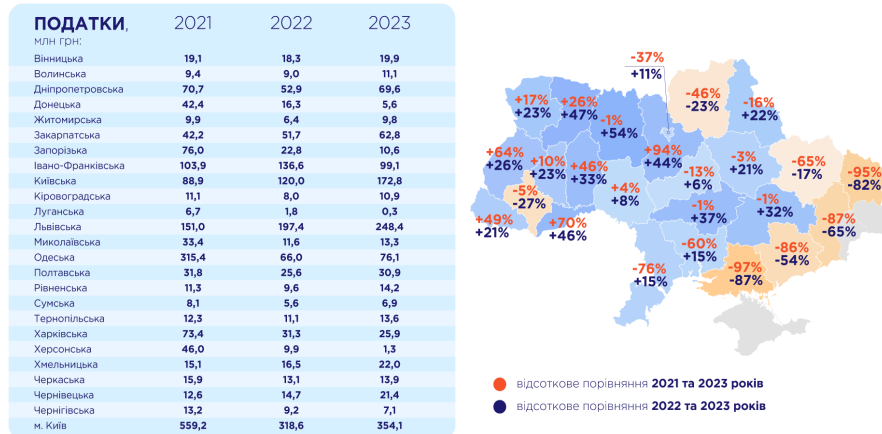 ПОДАТКИ, 2021 2022 2023
млн грн:
Вінницька 19,1 18,3 19,9
Волинська 9,4 9,0 11,1
Дніпропетровська 70,7 52,9 69,6
Донецька 42,4 16,3 5,6
Житомирська 9,9 6,4 9,8
Закарпатська 42,2 51,7 62,8
Запорізька 76,0 22,8 10,6
Івано-Франківська 103,9 136,6 99,1
Київська 88,9 120,0 172,8
Кіровоградська 11,1 8,0 10,9
Луганська 6,7 1,8 0,3
Львівська 151,0 197,4 248,4
Миколаївська 33,4 11,6 13,3
Одеська 315,4 66,0 76,1
Полтавська 31,8 25,6 30,9
Рівненська 11,3 9,6 14,2
Сумська 8,1 5,6 6,9
Тернопільська 12,3 11,1 13,6
Харківська 73,4 31,3 25,9
Херсонська 46,0 9,9 1,3
Хмельницька 15,1 16,5 22,0
Черкаська 15,9 13,1 13,9
Чернівецька 12,6 14,7 21,4
Чернігівська 13,2 9,2 7,1
м. Київ 559,2 318,6 354,1
-37%
+11%
+17%
+23%
+26%
+47%
-1%
+54%
-46%
-23%
-16%
+22%
+64%
+26%
+10%
+23%
+46%
+33%
+94%
+44%
-3%
+21%
-65%
-17%
-95%
-82%
-5%
-27%
+4%
+8%
-13%
+6%
-1%
+37%
-1%
+32%
-87%
-65%
+49%
+21%
+70%
+46%
-60%
+15%
-86%
-54%
-76%
+15%
-97%
-87%
відсоткове порівняння 2021 та 2023 років
відсоткове порівняння 2022 та 2023 років